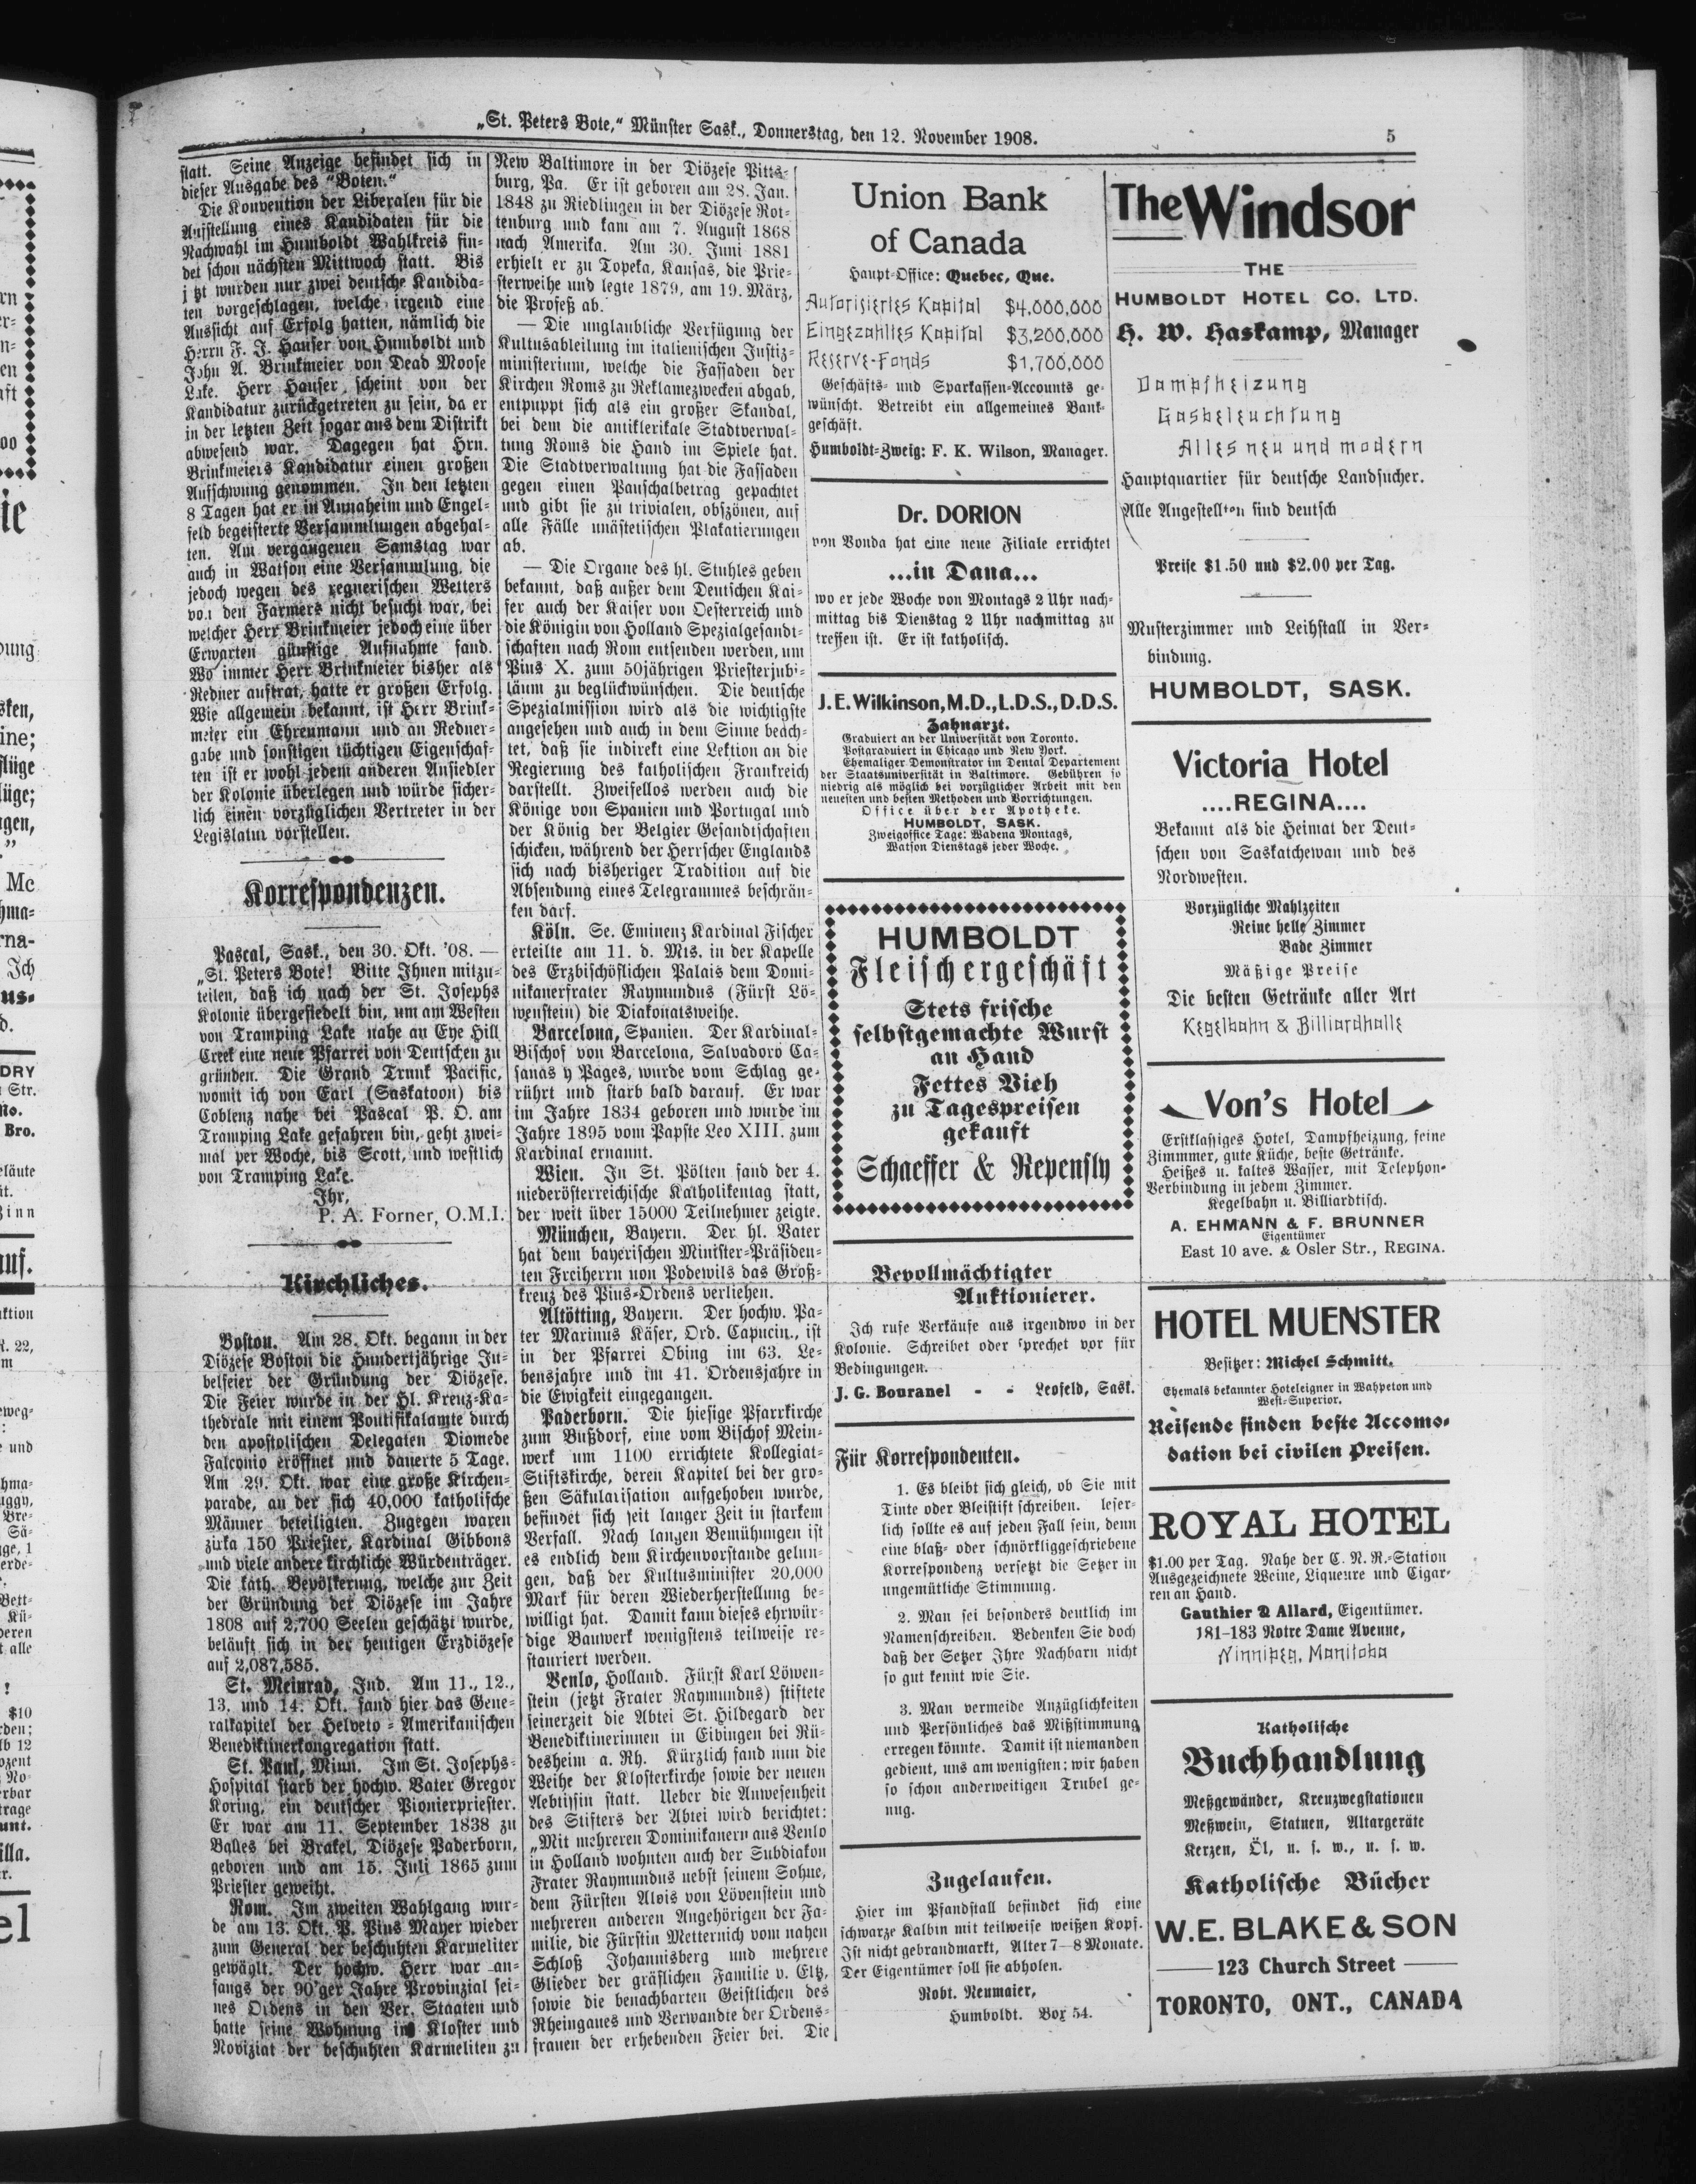 „St. Peters Bote,“ Münster Sask., Donnerstag, den 12. November 1908.
5
statt. Seine Anzeige befindet sich in
dieser Ausgabe des "Boten."
Die Konvention der Liberalen für die
Aufstellung eines Kandidaten für die
Nachwahl im Humboldt Wahlkreis fin-
det schon nächsten Mittwoch statt. Bis
j tzt wurden nur zwei deutsche Kandida-
ten vorgeschlagen, welche irgend eine
Aussicht auf Erfolg hatten, nämlich die
Herrn F. J. Hauser von Humboldt und
John A. Brinkmeier von Dead Moose
Lake. Herr Hauser scheint von der
Kandidatur zurückgetreten zu sein, da er
in der letzten Zeit sogar aus dem Distrikt
abwesend war. Dagegen hat Hrn.
Brinkmeiers Kandidatur einen großen
Aufschwung genommen. In den letzten
8 Tagen hat er in Annaheim und Engel-
feld begeisterte Versammlungen abgehal-
ten. Am vergangenen Samstag war
auch in Watson eine Versammlung, die
jedoch wegen des regnerischen Wetters
von den Farmers nicht besucht war, bei
welcher Herr Brinkmeier jedoch eine über
Erwarten günstige Aufnahme fand.
Wo immer Herr Brinkmeier bisher als
Redner auftrat, hatte er großen Erfolg.
Wie allgemein bekannt, ist Herr Brink-
meier ein Ehrenmann und an Redner-
gabe und sonstigen tüchtigen Eigenschaf-
ten ist er wohl jedem anderen Ansiedler
der Kolonie überlegen und würde sicher-
lich einen vorzüglichen Vertreter in der
Legislatur vorstellen.
Korrespondenzen.
Pascal, Sask., den 30. Okt. '08. —
„St. Peters Bote! Bitte Ihnen mitzu-
teilen, daß ich nach der St. Josephs
Kolonie übergesiedelt bin, um am Westen
von Tramping Lake nahe an Eye Hill
Creek eine neue Pfarrei von Deutschen zu
gründen. Die Grand Trunk Pacific,
womit ich von Earl (Saskatoon) bis
Coblenz nahe bei Pascal P. O. am
Tramping Lake gefahren bin, geht zwei-
mal per Woche, bis Scott, und westlich
von Tramping Lake.
Ihr,
P. A. Forner, O.M.I.
Kirchliches.
Boston. Am 28. Okt. begann in der
Diözese Boston die Hundertjährige Ju-
belfeier der Gründung der Diözese.
Die Feier wurde in der Hl. Kreuz-Ka-
thedrale mit einem Pontifikalamte durch
den apostolischen Delegaten Diomede
Falconio eröffnet und dauerte 5 Tage.
Am 29. Okt. war eine große Kirchen-
parade, an der sich 40,000 katholische
Männer beteiligten. Zugegen waren
zirka 150 Priester, Kardinal Gibbons
und viele andere kirchliche Würdenträger.
Die kath. Bevölkerung, welche zur Zeit
der Gründung der Diözese im Jahre
1808 auf 2,700 Seelen geschätzt wurde,
beläuft sich in der heutigen Erzdiözese
auf 2,087,585.
St. Meinrad, Ind. Am 11., 12.,
13. und 14. Okt. fand hier das Gene-
ralkapitel der Helveto-Amerikanischen
Benediktinerkongregation statt.
St. Paul, Minn. Im St. Josephs-
Hospital starb der hochw. Vater Gregor
Koring, ein deutscher Pionierpriester.
Er war am 11. September 1838 zu
Balles bei Brakel, Diözese Paderborn,
geboren und am 15. Juli 1865 zum
Priester geweiht.
Rom. Im zweiten Wahlgang wur-
de am 13. Okt. P. Pius Mayer wieder
zum General der beschuhten Karmeliter
gewählt. Der hochw. Herr war an-
fangs der 90'ger Jahre Provinzial sei-
nes Ordens in den Ver. Staaten und
hatte seine Wohnung im Kloster und
Noviziat der beschuhten Karmeliten zu
New Baltimore in der Diözese Pitts-
burg, Pa. Er ist geboren am 28. Jan.
1848 zu Riedlingen in der Diözese Rot-
tenburg und kam am 7. August 1868
nach Amerika. Am 30. Juni 1881
erhielt er zu Topeka, Kansas, die Prie-
sterweihe und legte 1879, am 19. März,
die Profeß ab.
— Die unglaubliche Verfügung der
Kultusabteilung im italienischen Justiz-
ministerium, welche die Fassaden der
Kirchen Roms zu Reklamezwecken abgab,
entpuppt sich als ein großer Skandal,
bei dem die antiklerikale Stadtverwal-
tung Roms die Hand im Spiele hat.
Die Stadtverwaltung hat die Fassaden
gegen einen Pauschalbetrag gepachtet
und gibt sie zu trivialen, obszönen, auf
alle Fälle unästetischen Plakatierungen
ab.
— Die Organe des hl. Stuhles geben
bekannt, daß außer dem Deutschen Kai-
ser auch der Kaiser von Oesterreich und
die Königin von Holland Spezialgesandt-
schaften nach Rom entsenden werden, um
Pius X. zum 50jährigen Priesterjubi-
läum zu beglückwünschen. Die deutsche
Spezialmission wird als die wichtigste
angesehen und auch in dem Sinne beach-
tet, daß sie indirekt eine Lektion an die
Regierung des katholischen Frankreich
darstellt. Zweifellos werden auch die
Könige von Spanien und Portugal und
der König der Belgier Gesandtschaften
schicken, während der Herrscher Englands
sich nach bisheriger Tradition auf die
Absendung eines Telegrammes beschrän-
ken darf.
Köln. Se. Eminenz Kardinal Fischer
erteilte am 11. d. Mts. in der Kapelle
des Erzbischöflichen Palais dem Domi-
nikanerfrater Raymundus (Fürst Lö-
wenstein) die Diakonatsweihe.
Barcelona, Spanien. Der Kardinal-
Bischof von Barcelona, Salvadoro Ca-
sanas y Pages, wurde vom Schlag ge-
rührt und starb bald darauf. Er war
im Jahre 1834 geboren und wurde im
Jahre 1895 vom Papste Leo XIII. zum
Kardinal ernannt.
Wien. In St. Pölten fand der 4.
niederösterreichische Katholikentag statt,
der weit über 15000 Teilnehmer zeigte.
München, Bayern. Der hl. Vater
hat dem bayerischen Minister-Präsiden-
ten Freiherrn uon Podewils das Groß-
kreuz des Pius-Ordens verliehen.
Altötting, Bayern. Der hochw. Pa-
ter Marinus Käser, Ord. Capucin., ist
in der Pfarrei Obing im 63. Le-
bensjahre und im 41. Ordensjahre in
die Ewigkeit eingegangen.
Paderborn. Die hiesige Pfarrkirche
zum Bußdorf, eine vom Bischof Mein-
werk um 1100 errichtete Kollegiat-
Stiftskirche, deren Kapitel bei der gro-
ßen Säkularisation aufgehoben wurde,
befindet sich seit langer Zeit in starkem
Verfall. Nach langen Bemühungen ist
es endlich dem Kirchenvorstande gelun-
gen, daß der Kultusminister 20,000
Mark für deren Wiederherstellung be-
willigt hat. Damit kann dieses ehrwür-
dige Bauwerk wenigstens teilweise re-
stauriert werden.
Venlo, Holland. Fürst Karl Löwen-
stein (jetzt Frater Raymundus) stiftete
seinerzeit die Abtei St. Hildegard der
Benediktinerinnen in Eibingen bei Rü-
desheim a. Rh. Kürzlich fand nun die
Weihe der Klosterkirche sowie der neuen
Aebtissin statt. Ueber die Anwesenheit
des Stifters der Abtei wird berichtet:
„Mit mehreren Dominikanern aus Venlo
in Holland wohnten auch der Subdiakon
Frater Raymundus nebst seinem Sohne,
dem Fürsten Alois von Lövenstein und
mehreren anderen Angehörigen der Fa-
milie, die Fürstin Metternich vom nahen
Schloß Johannisberg und mehrere
Glieder der gräflichen Familie v. Eltz,
sowie die benachbarten Geistlichen des
Rheingaues und Verwandte der Ordens-
frauen der erhebenden Feier bei. Die
Union Bank
of Canada
Haupt-Office: Quebec, Que.
Autorisiertes Kapital $4,000,000
Eingezahltes Kapital $3,200,000
Reserve-Fonds $1,700,000
Geschäfts- und Sparkassen-Accounts ge-
wünscht. Betreibt ein allgemeines Bank-
geschäft.
Humboldt-Zweig: F. K. Wilson, Manager.
Dr. DORION
von Vonda hat eine neue Filiale errichtet
...in Dana...
wo er jede Woche von Montags 2 Uhr nach-
mittag bis Dienstag 2 Uhr nachmittag zu
treffen ist. Er ist katholisch.
J. E. Wilkinson, M.D., L.D.S., D.D.S.
Zahnarzt.
Graduiert an der Universität von Toronto.
Postgraduiert in Chicago und New York.
Ehemaliger Demonstrator im Dental Departement
der Staatsuniversität in Baltimore. Gebühren so
niedrig als möglich bei vorzüglicher Arbeit mit den
neuesten und besten Methoden und Vorrichtungen.
Office über der Apotheke.
HUMBOLDT, SASK.
Zweigoffice Tage: Wadena Montags,
Watson Dienstags jeder Woche.
HUMBOLDT
Fleischergeschäft
Stets frische
selbstgemachte Wurst
an Hand
Fettes Vieh
zu Tagespreisen
gekauft
Schaeffer & Repensly
Bevollmächtigter
Auktionierer.
Ich rufe Verkäufe aus irgendwo in der
Kolonie. Schreibet oder sprechet vor für
Bedingungen.
J. G. Bouranel - - Leofeld, Sask.
Für Korrespondenten.
1. Es bleibt sich gleich, ob Sie mit
Tinte oder Bleistift schreiben. leser-
lich sollte es auf jeden Fall sein, denn
eine blaß- oder schnörkliggeschriebene
Korrespondenz versetzt die Setzer in
ungemütliche Stimmung.
2. Man sei besonders deutlich im
Namenschreiben. Bedenken Sie doch
daß der Setzer Ihre Nachbarn nicht
so gut kennt wie Sie.
3. Man vermeide Anzüglichkeiten
und Persönliches das Mißstimmung
erregen könnte. Damit ist niemanden
gedient, uns am wenigsten; wir haben
so schon anderweitigen Trubel ge-
nug.
Zugelaufen.
Hier im Pfandstall befindet sich eine
schwarze Kalbin mit teilweise weißen Kopf.
Ist nicht gebrandmarkt, Alter 7—8 Monate.
Der Eigentümer soll sie abholen.
Robt. Neumaier,
Humboldt. Box 54.
The Windsor
THE
HUMBOLDT HOTEL CO. LTD.
H. W. Haskamp, Manager
Dampfheizung
Gasbeleuchtung
Alles neu und modern
Hauptquartier für deutsche Landsucher.
Alle Angestellten sind deutsch
Preise $1.50 und $2.00 per Tag.
Musterzimmer und Leihstall in Ver-
bindung.
HUMBOLDT, SASK.
Victoria Hotel
....REGINA....
Bekannt als die Heimat der Deut-
schen von Saskatchewan und des
Nordwesten.
Vorzügliche Mahlzeiten
Reine helle Zimmer
Bade Zimmer
Mäßige Preise
Die besten Getränke aller Art
Kegelbahn & Billiardhalle
Von's Hotel
Erstklassiges Hotel, Dampfheizung, feine
Zimmmer, gute Küche, beste Getränke.
Heißes u. kaltes Wasser, mit Telephon-
Verbindung in jedem Zimmer.
Kegelbahn u. Billiardtisch.
A. EHMANN & F. BRUNNER
Eigentümer
East 10 ave. & Osler Str., REGINA.
HOTEL MUENSTER
Besitzer: Michel Schmitt.
Ehemals bekannter Hoteleigner in Wahpeton und
West-Superior.
Reisende finden beste Accomo-
dation bei civilen Preisen.
ROYAL HOTEL
$1.00 per Tag. Nahe der C. N. R.-Station
Ausgezeichnete Weine, Liqueure und Cigar-
ren an Hand.
Gauthier & Allard, Eigentümer.
181-183 Notre Dame Avenue,
Winnipeg, Manitoba
Katholische
Buchhandlung
Meßgewänder, Kreuzwegstationen
Meßwein, Statuen, Altargeräte
Kerzen, Öl, u. s. w., u. s. w.
Katholische Bücher
W. E. BLAKE & SON
123 Church Street
TORONTO, ONT., CANADA